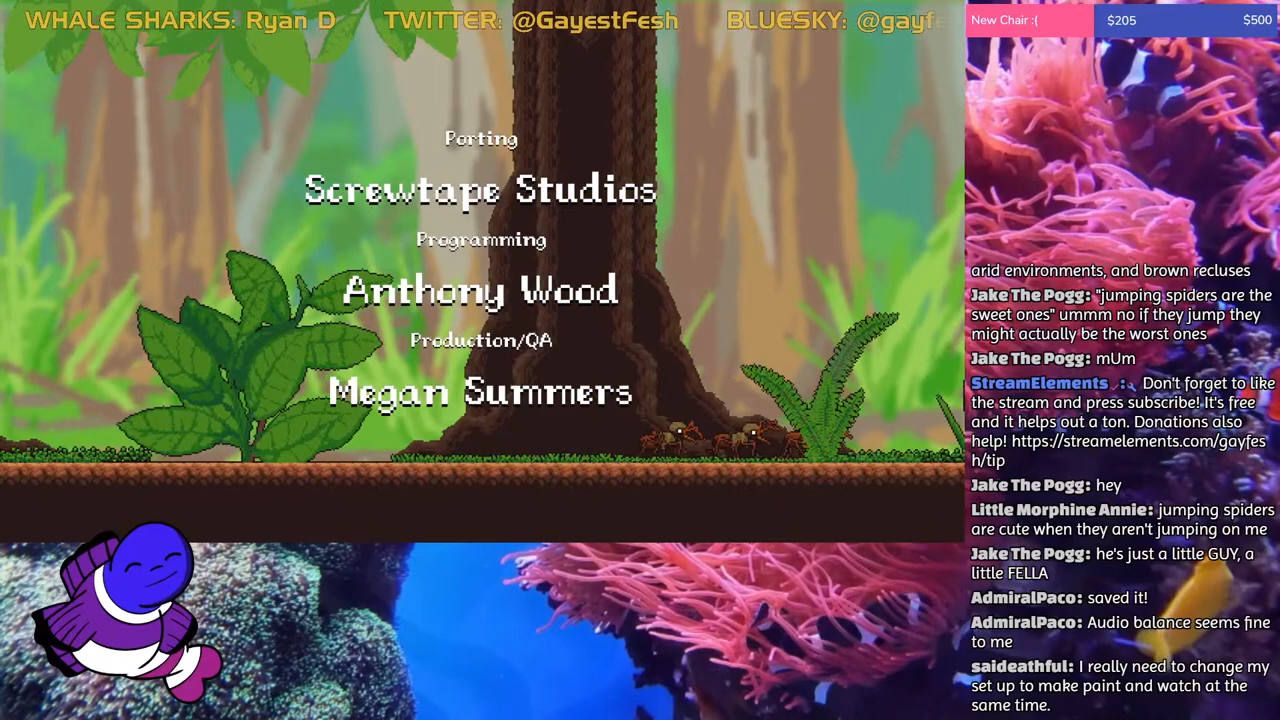 WHALE SHARKS: Ryan D TWITTER: @GayestFesh BLUESKY: @gayfe
New Chair :( $205 $500
Porting
Screwtape Studios
Programming
Anthony Wood
Production/QA
Megan Summers
arid environments, and brown recluses
Jake The Pogg: "jumping spiders are the
sweet ones" ummm no if they jump they
might actually be the worst ones
Jake The Pogg: mUm
StreamElements : Don't forget to like
the stream and press subscribe! It's free
and it helps out a ton. Donations also
help! https://streamelements.com/gayfes
h/tip
Jake The Pogg: hey
Little Morphine Annie: jumping spiders
are cute when they aren't jumping on me
Jake The Pogg: he's just a little GUY, a
little FELLA
AdmiralPaco: saved it!
AdmiralPaco: Audio balance seems fine
to me
saideathful: I really need to change my
set up to make paint and watch at the
same time.